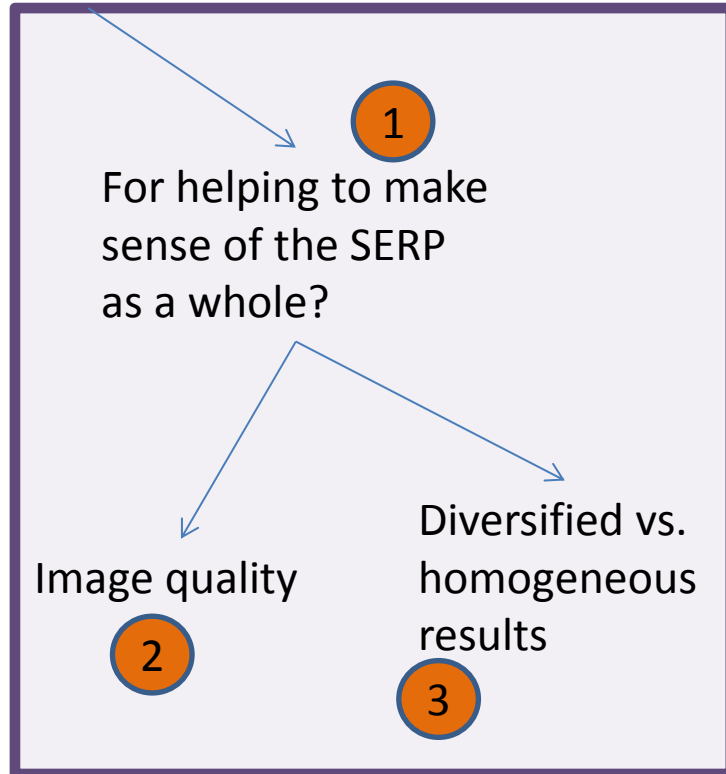 1
For helping to make
sense of the SERP
as a whole?
Image quality
2
Diversified vs.
homogeneous
results
3